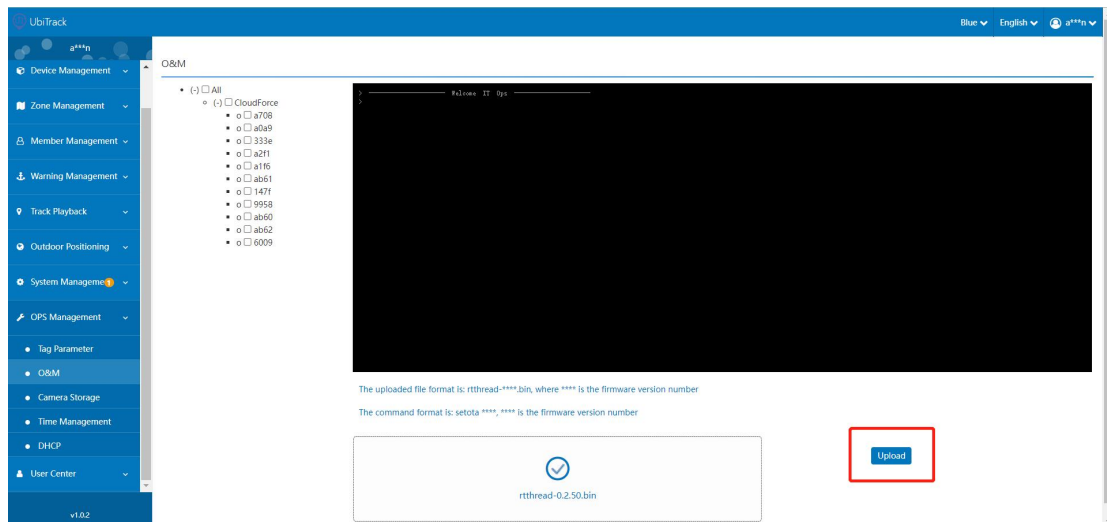 UbiTrack
Blue English a***n
a***n
Device Management
Zone Management
Member Management
Warning Management
Track Playback
Outdoor Positioning
System Manageme 1
OPS Management
Tag Parameter
O&M
Camera Storage
Time Management
DHCP
User Center
v1.0.2
O&M
(-) All
(-) CloudForce
o a708
o a0a9
o 333e
o a2f1
o a1f6
o ab61
o 147f
o 9958
o ab60
o ab62
o 6009
> ——————— Welcome IT Ops ———————
>
The uploaded file format is: rtthread-****.bin, where **** is the firmware version number
The command format is: setota ****, **** is the firmware version number
rtthread-0.2.50.bin
Upload